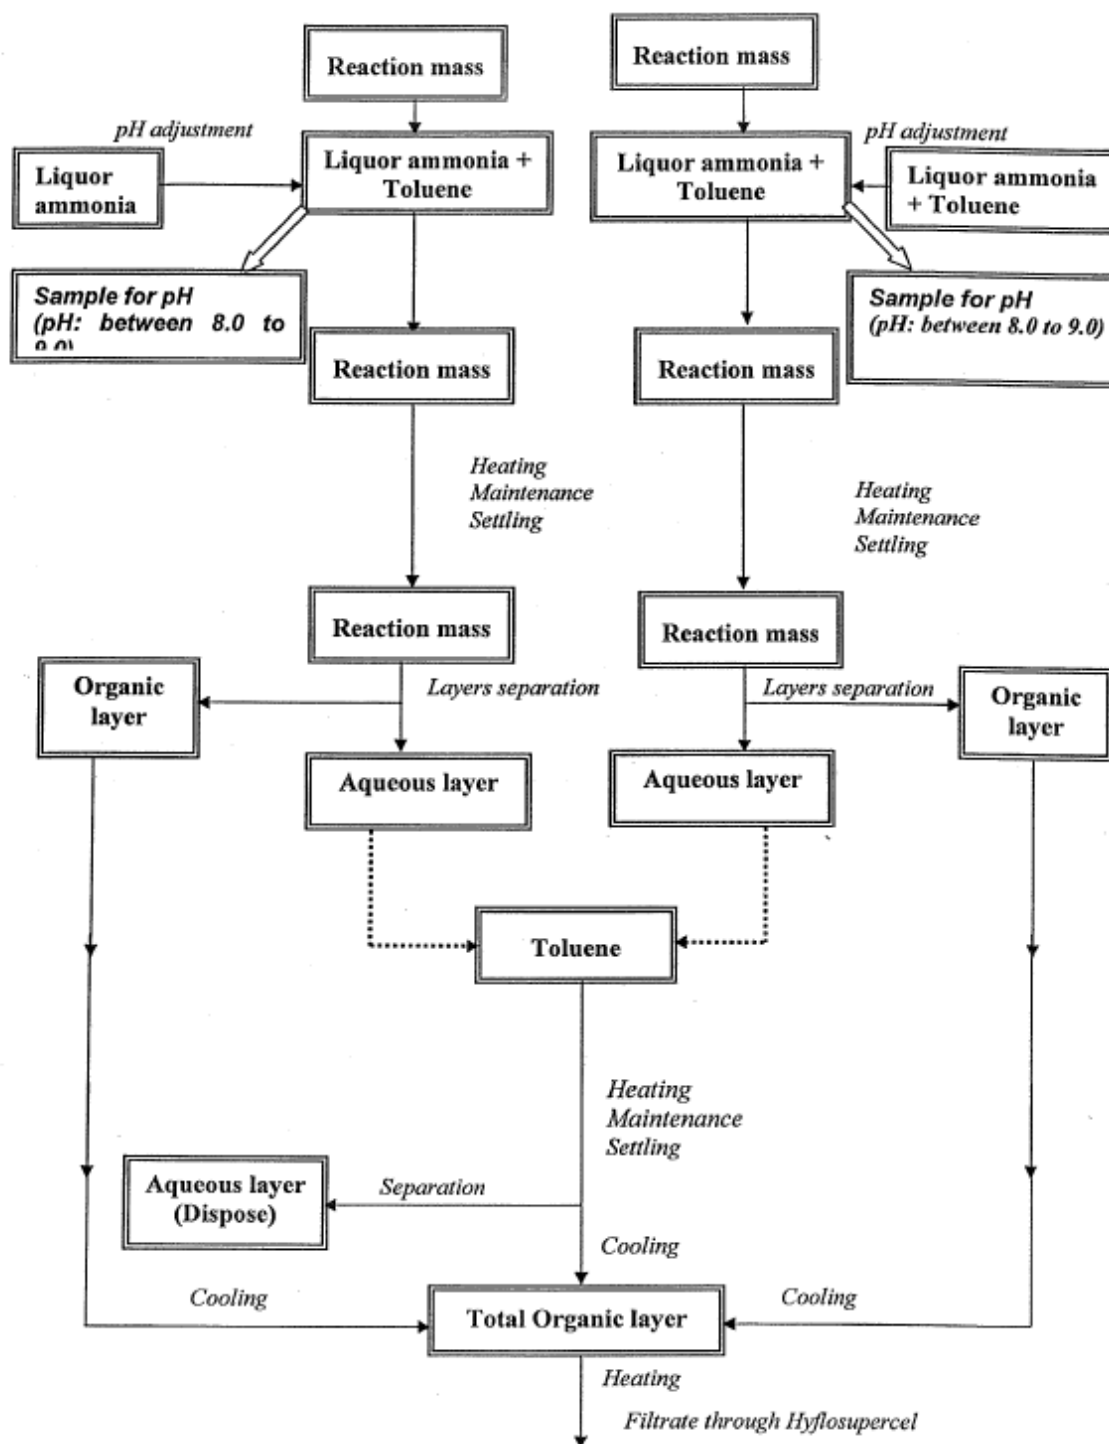 Reaction mass
Reaction mass
pH adjustment
pH adjustment
Liquor
ammonia
Liquor ammonia +
Toluene
Liquor ammonia +
Toluene
Liquor ammonia
+ Toluene
Sample for pH
(pH: between 8.0 to
9.0)
Sample for pH
(pH: between 8.0 to 9.0)
Reaction mass
Reaction mass
Heating
Maintenance
Settling
Heating
Maintenance
Settling
Reaction mass
Reaction mass
Organic
layer
Layers separation
Layers separation
Organic
layer
Aqueous layer
Aqueous layer
Toluene
Heating
Maintenance
Settling
Aqueous layer
(Dispose)
Separation
Cooling
Cooling
Cooling
Total Organic layer
Heating
Filtrate through Hyflosupercel